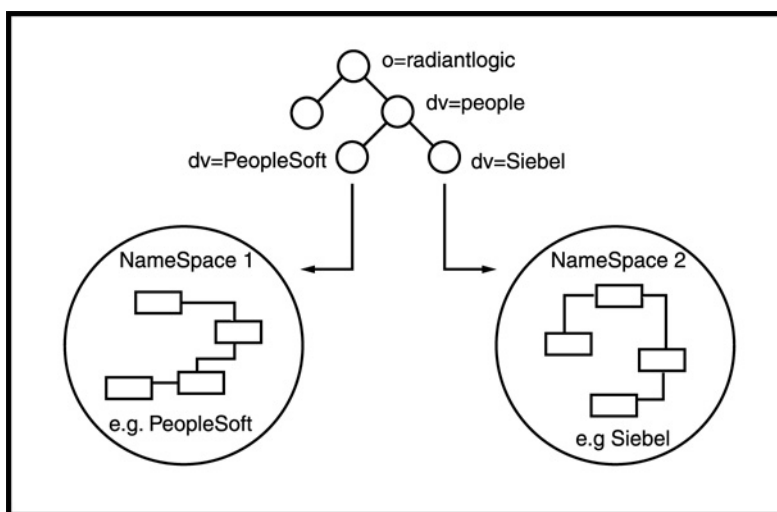 o=radiantlogic
dv=people
dv=PeopleSoft
dv=Siebel
NameSpace 1
e.g. PeopleSoft
NameSpace 2
e.g Siebel